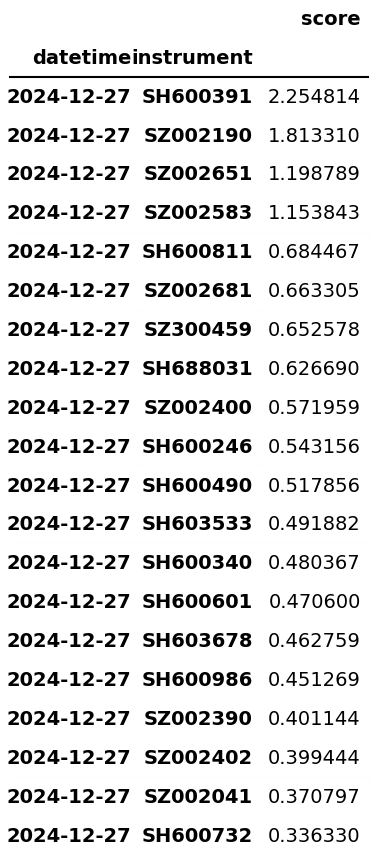 score
datetime instrument
2024-12-27 SH600391 2.254814
2024-12-27 SZ002190 1.813310
2024-12-27 SZ002651 1.198789
2024-12-27 SZ002583 1.153843
2024-12-27 SH600811 0.684467
2024-12-27 SZ002681 0.663305
2024-12-27 SZ300459 0.652578
2024-12-27 SH688031 0.626690
2024-12-27 SZ002400 0.571959
2024-12-27 SH600246 0.543156
2024-12-27 SH600490 0.517856
2024-12-27 SH603533 0.491882
2024-12-27 SH600340 0.480367
2024-12-27 SH600601 0.470600
2024-12-27 SH603678 0.462759
2024-12-27 SH600986 0.451269
2024-12-27 SZ002390 0.401144
2024-12-27 SZ002402 0.399444
2024-12-27 SZ002041 0.370797
2024-12-27 SH600732 0.336330